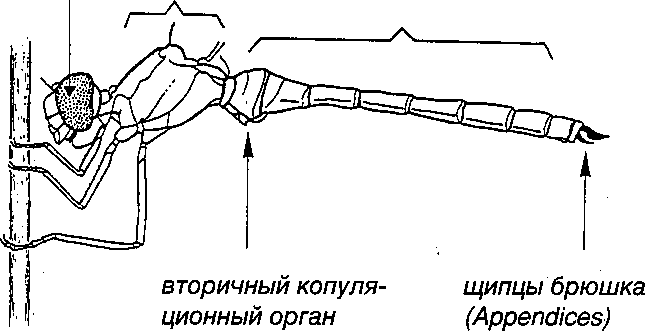 вторичный копуля-
ционный орган
щипцы брюшка
(Appendices)